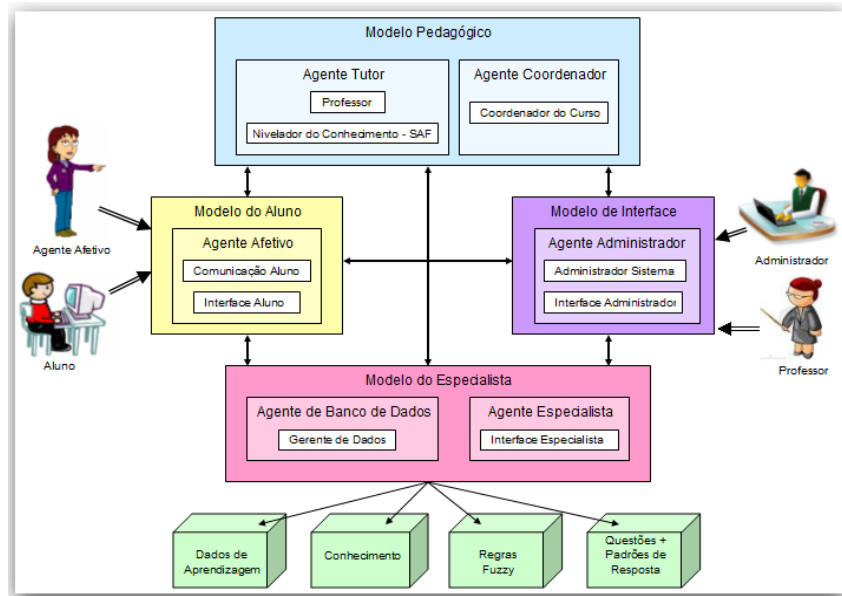 Modelo Pedagógico
Agente Tutor
Professor
Nivelador do Conhecimento - SAF
Agente Coordenador
Coordenador do Curso
Agente Afetivo
Aluno
Modelo do Aluno
Agente Afetivo
Comunicação Aluno
Interface Aluno
Modelo de Interface
Agente Administrador
Administrador Sistema
Interface Administrador
Administrador
Professor
Modelo do Especialista
Agente de Banco de Dados
Gerente de Dados
Agente Especialista
Interface Especialista
Dados de
Aprendizagem
Conhecimento
Regras
Fuzzy
Questões +
Padrões de
Resposta